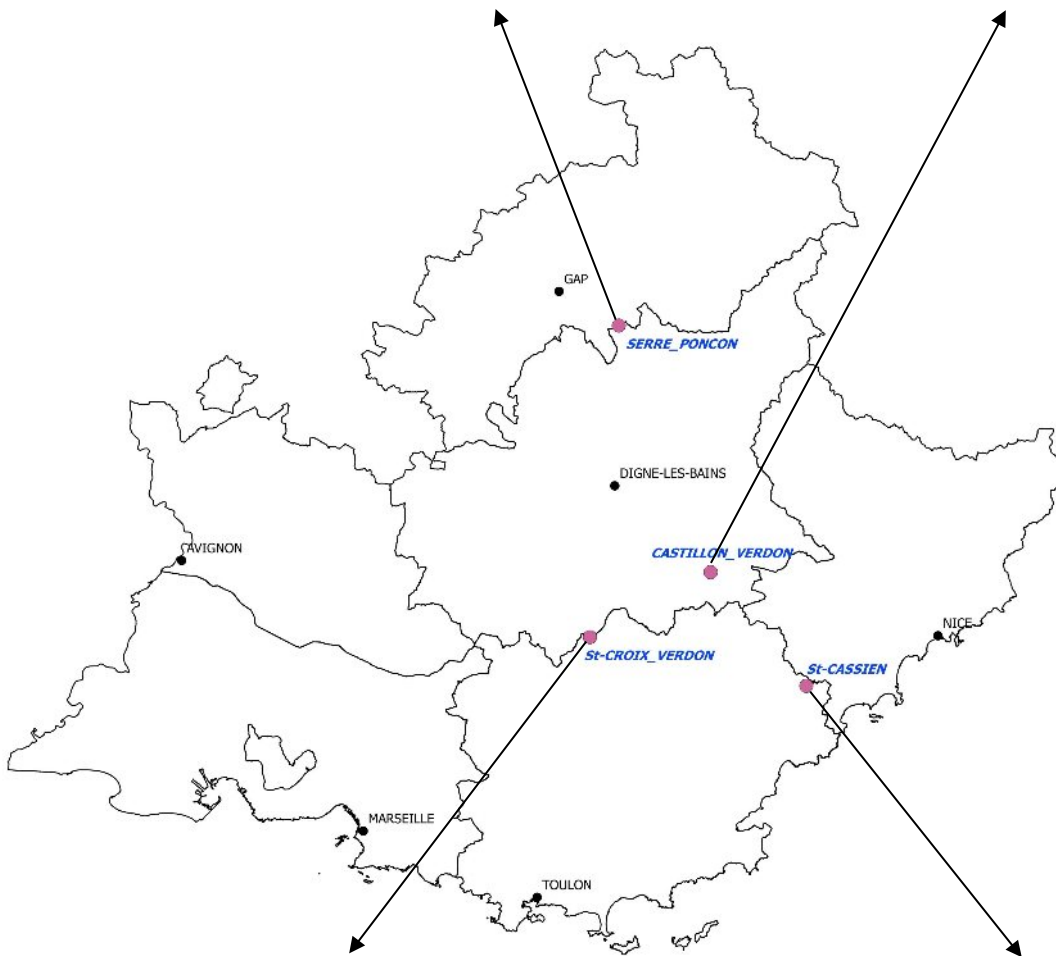 GAP
SERRE_PONCON
DIGNE-LES-BAINS
AVIGNON
CASTILLON_VERDON
NICE
St-CROIX_VERDON
St-CASSIEN
MARSEILLE
TOULON